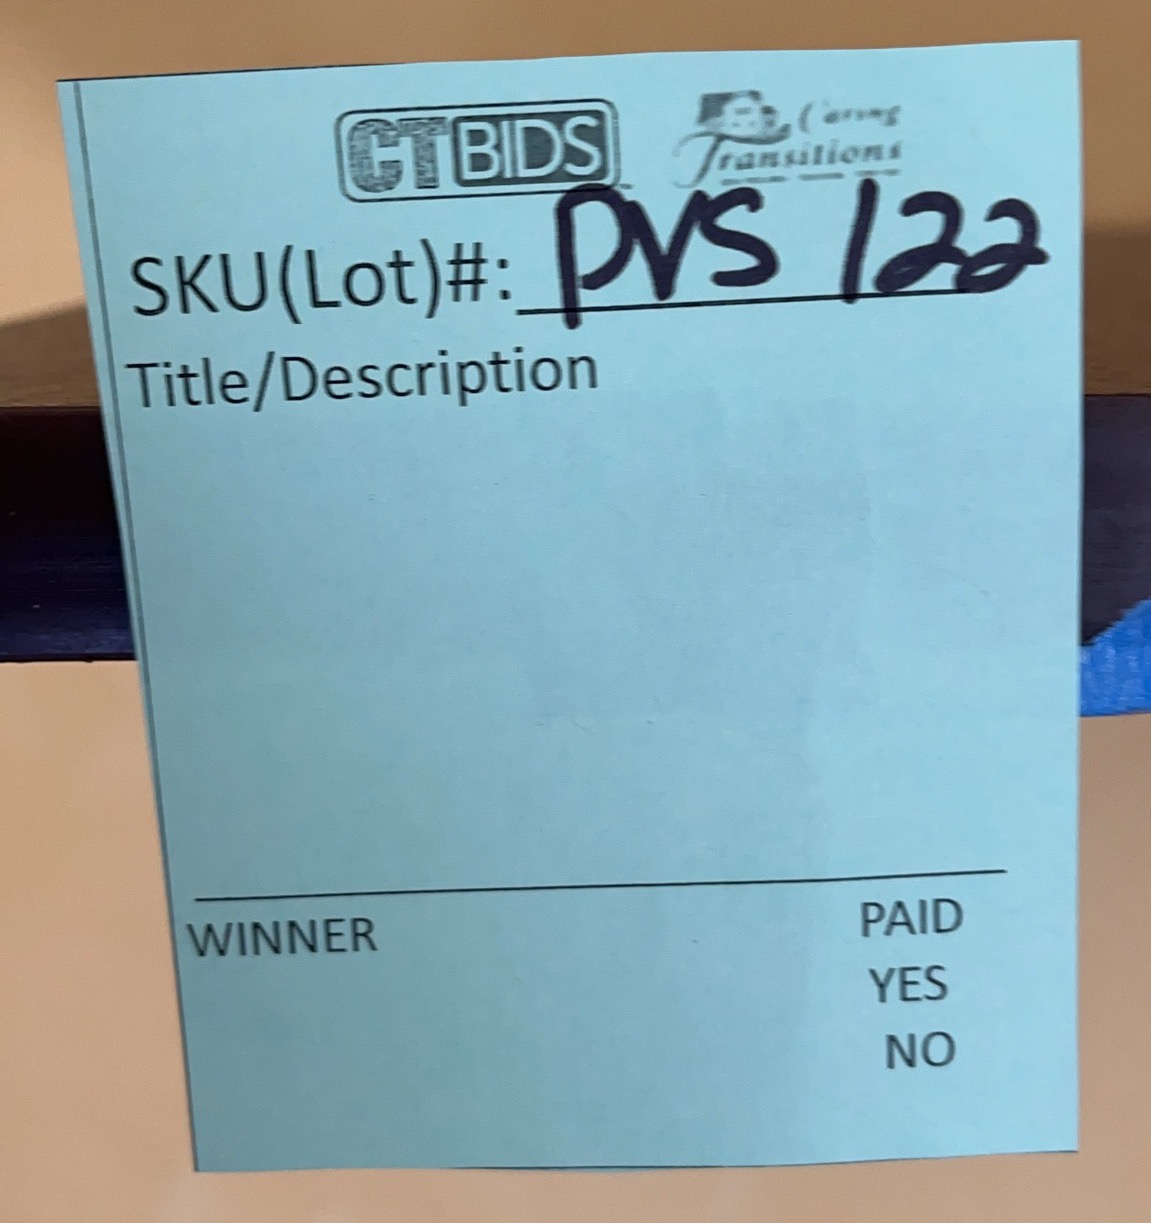 CTBIDS Caring Transitions
SKU(Lot)#: PVS 122
Title/Description
WINNER PAID
YES
NO